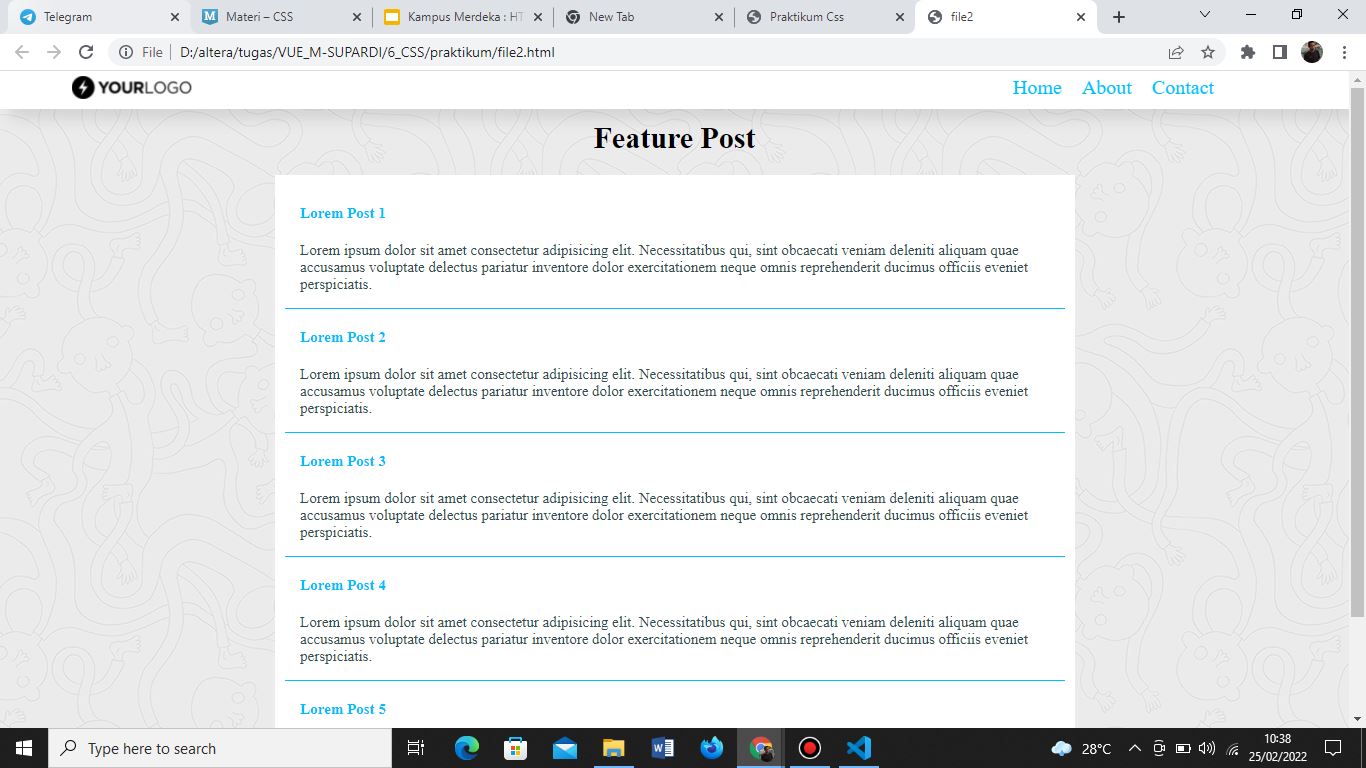 Telegram
Materi – CSS
Kampus Merdeka : HT
New Tab
Praktikum Css
file2
File
D:/altera/tugas/VUE_M-SUPARDI/6_CSS/praktikum/file2.html
YOURLOGO
Home About Contact
Feature Post
Lorem Post 1
Lorem ipsum dolor sit amet consectetur adipisicing elit. Necessitatibus qui, sint obcaecati veniam deleniti aliquam quae
accusamus voluptate delectus pariatur inventore dolor exercitationem neque omnis reprehenderit ducimus officiis eveniet
perspiciatis.
Lorem Post 2
Lorem ipsum dolor sit amet consectetur adipisicing elit. Necessitatibus qui, sint obcaecati veniam deleniti aliquam quae
accusamus voluptate delectus pariatur inventore dolor exercitationem neque omnis reprehenderit ducimus officiis eveniet
perspiciatis.
Lorem Post 3
Lorem ipsum dolor sit amet consectetur adipisicing elit. Necessitatibus qui, sint obcaecati veniam deleniti aliquam quae
accusamus voluptate delectus pariatur inventore dolor exercitationem neque omnis reprehenderit ducimus officiis eveniet
perspiciatis.
Lorem Post 4
Lorem ipsum dolor sit amet consectetur adipisicing elit. Necessitatibus qui, sint obcaecati veniam deleniti aliquam quae
accusamus voluptate delectus pariatur inventore dolor exercitationem neque omnis reprehenderit ducimus officiis eveniet
perspiciatis.
Lorem Post 5
Type here to search
28°C
10:38
25/02/2022